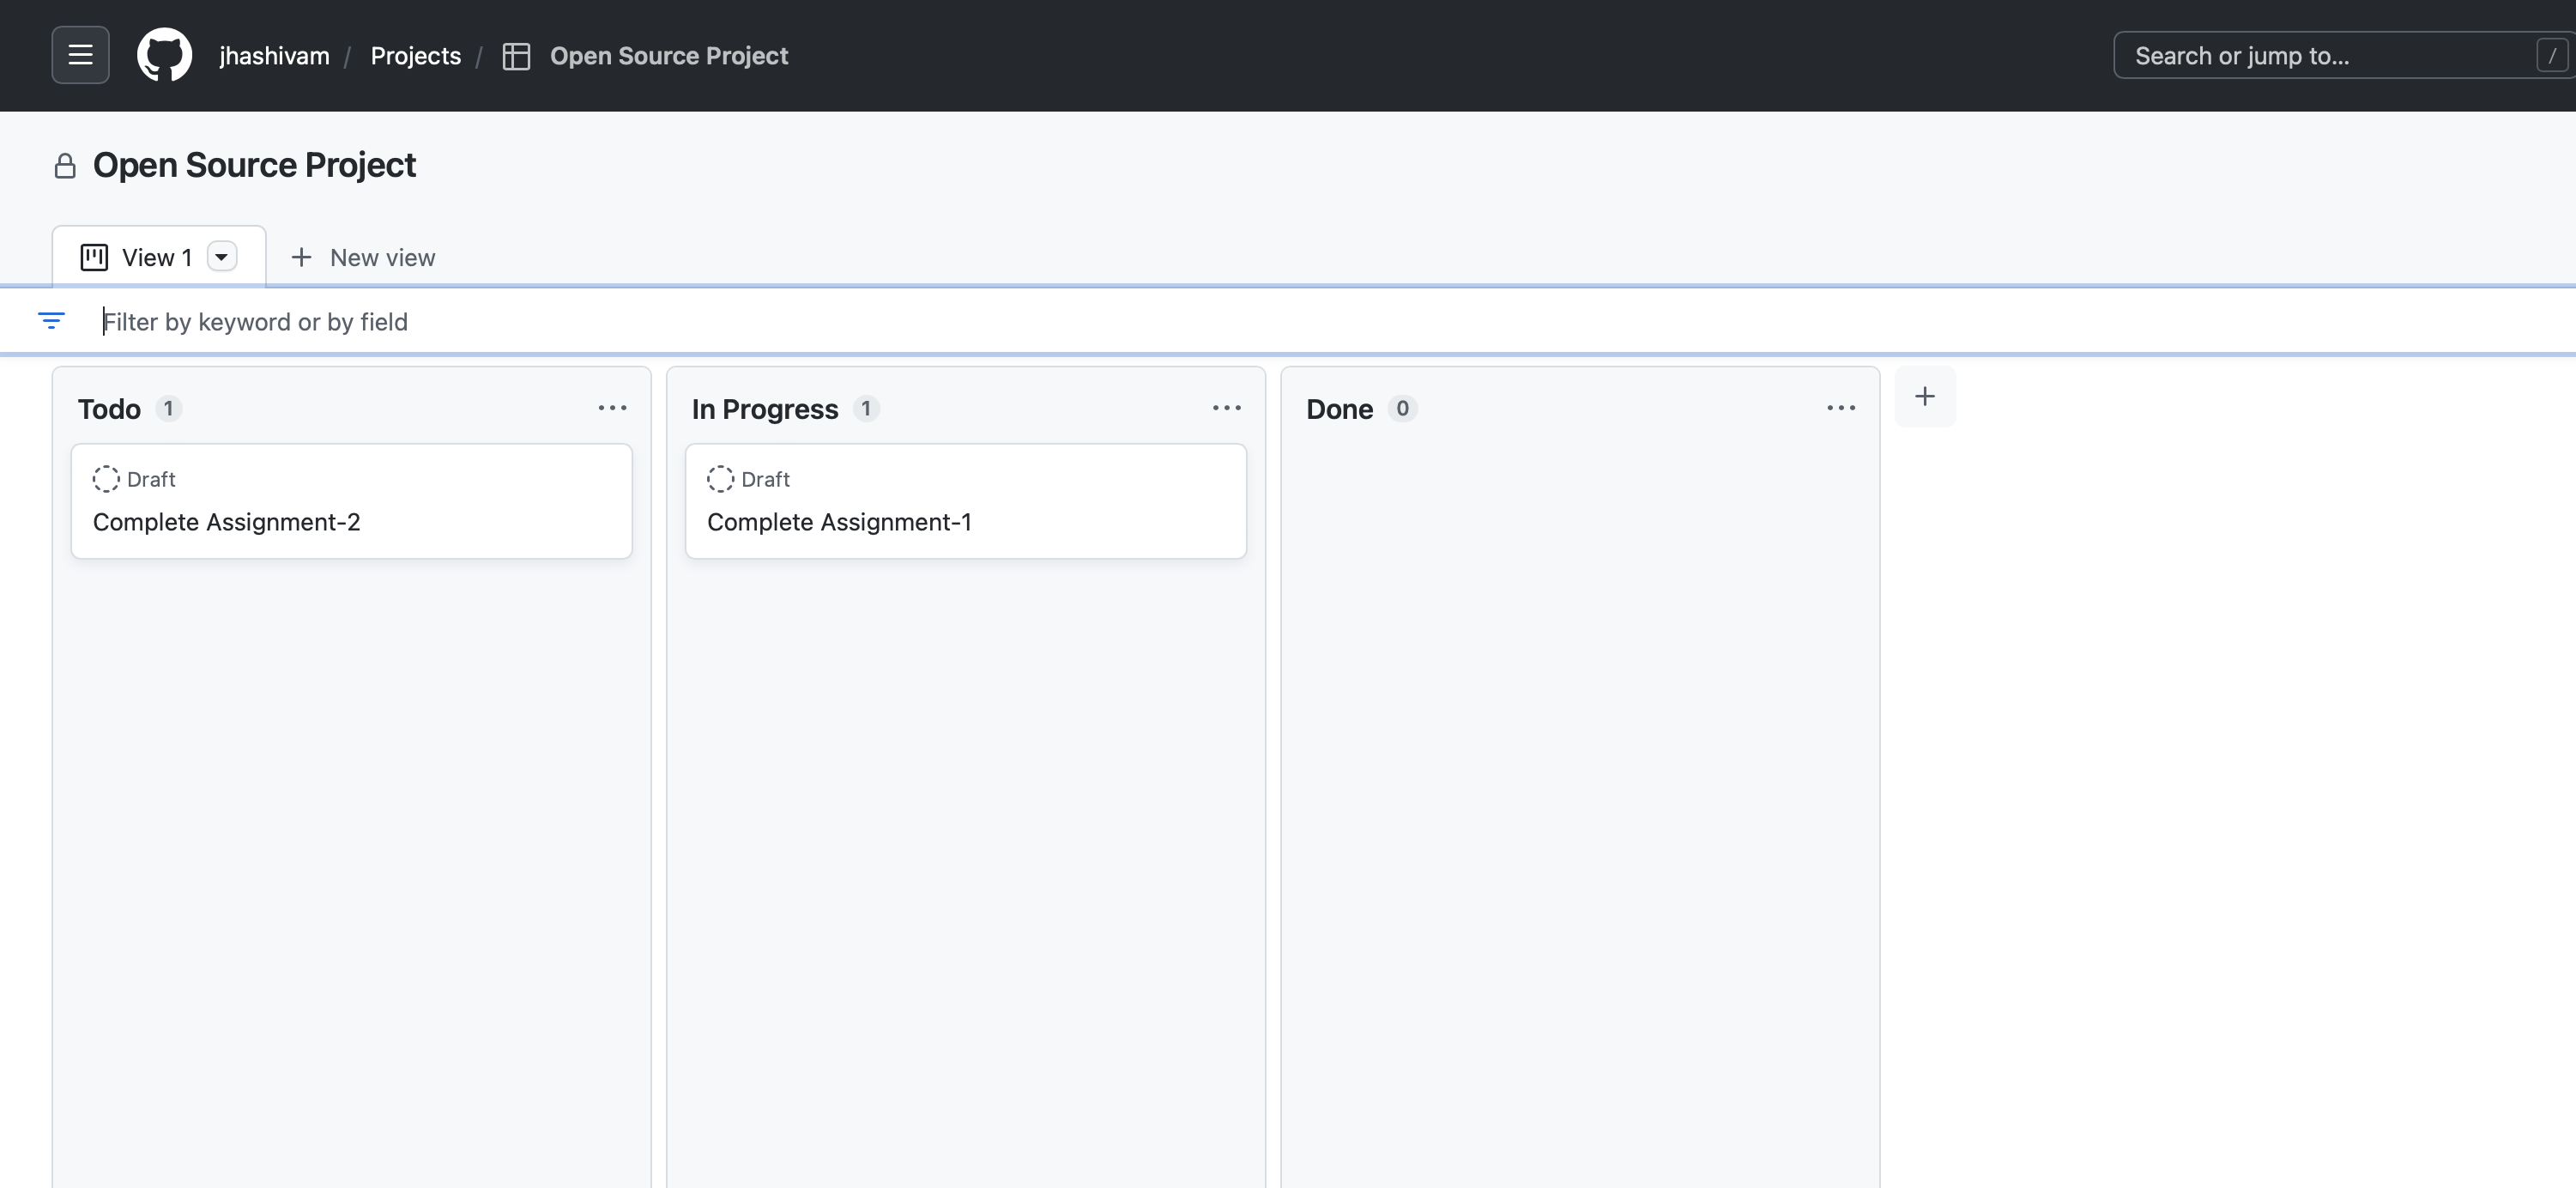 jhashivam / Projects / Open Source Project
Search or jump to... /
Open Source Project
View 1
New view
Filter by keyword or by field
Todo 1
Draft
Complete Assignment-2
In Progress 1
Draft
Complete Assignment-1
Done 0